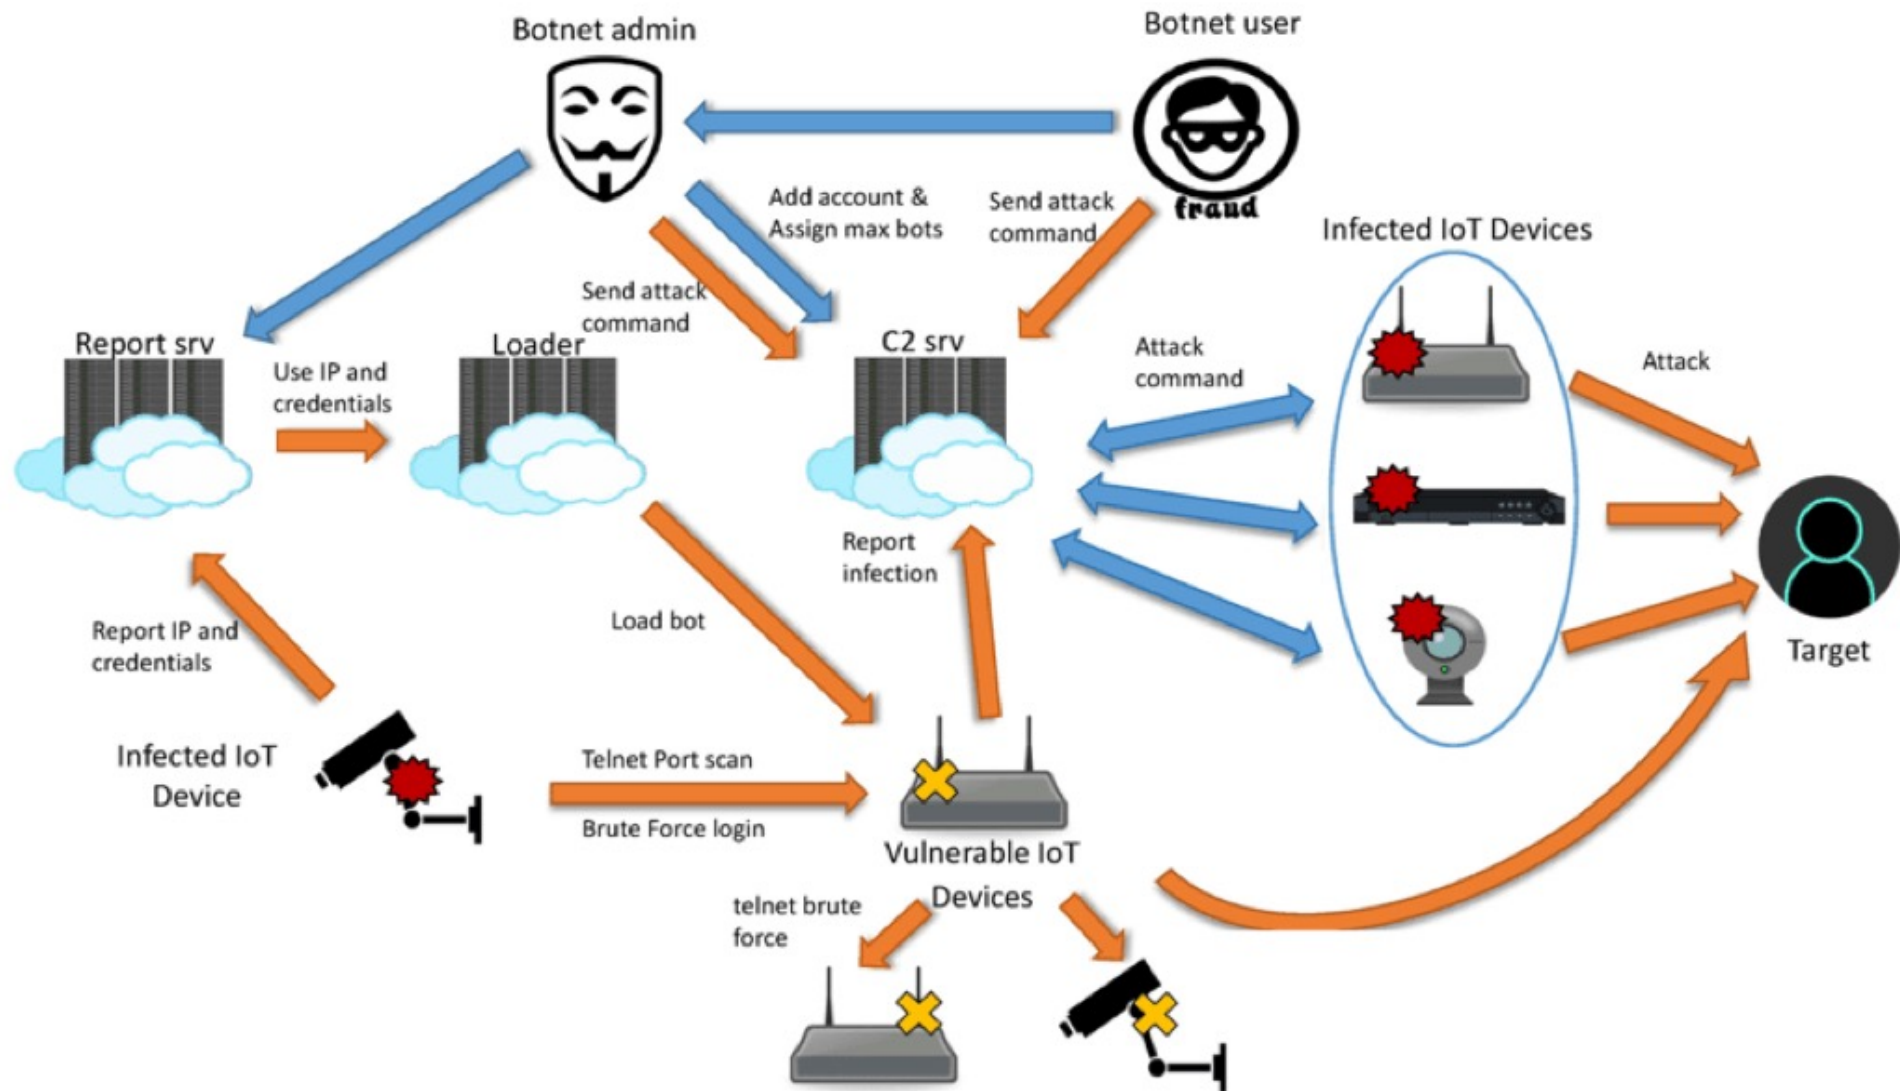 Botnet admin
Botnet user
fraud
Add account &
Assign max bots
Send attack
command
Infected IoT Devices
Send attack
command
Report srv
Loader
C2 srv
Use IP and
credentials
Attack
command
Attack
Report
infection
Load bot
Report IP and
credentials
Target
Infected IoT
Device
Telnet Port scan
Brute Force login
Vulnerable IoT
Devices
telnet brute
force